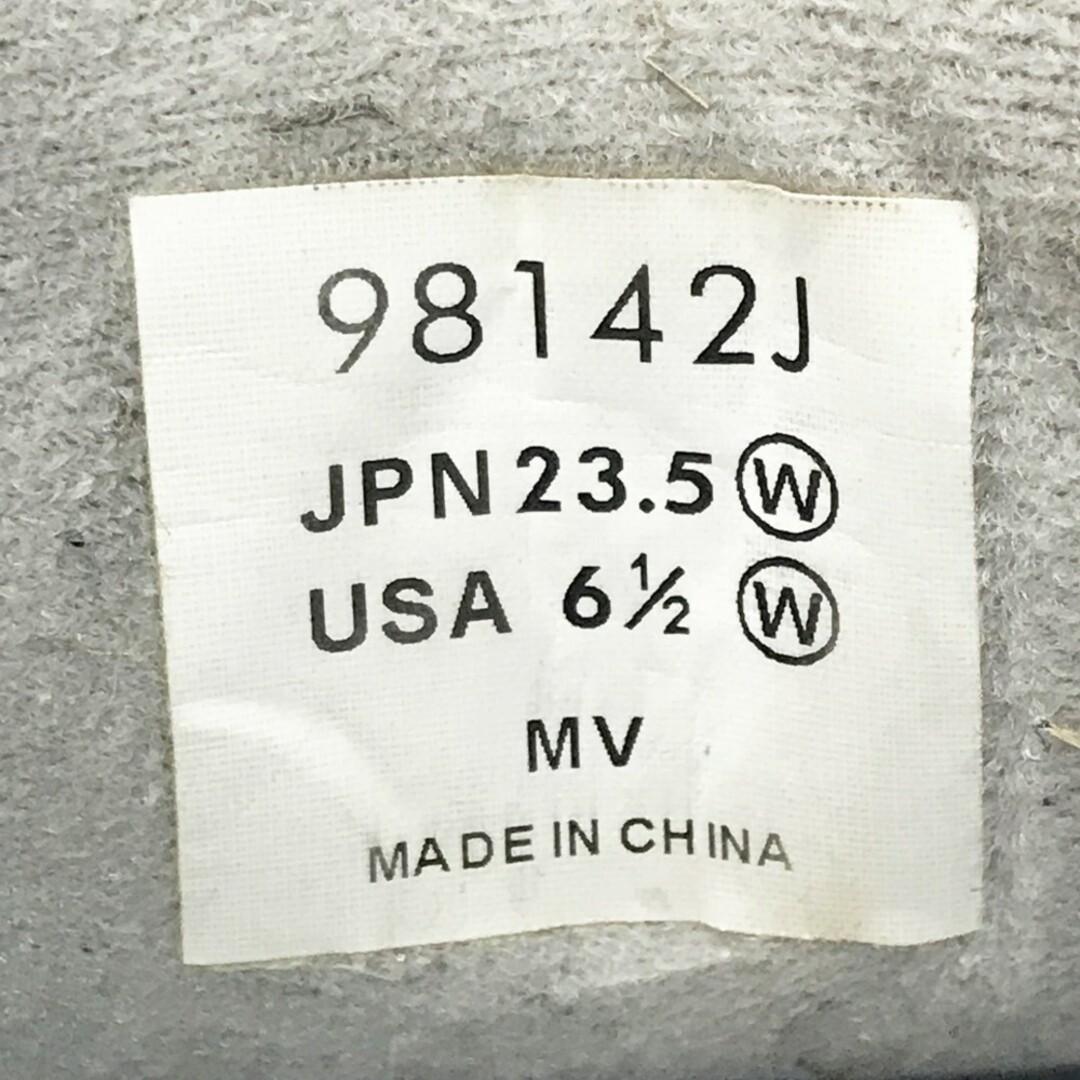 98142J
JPN 23.5 Ⓦ
USA 6½ Ⓦ
MV
MADE IN CHINA